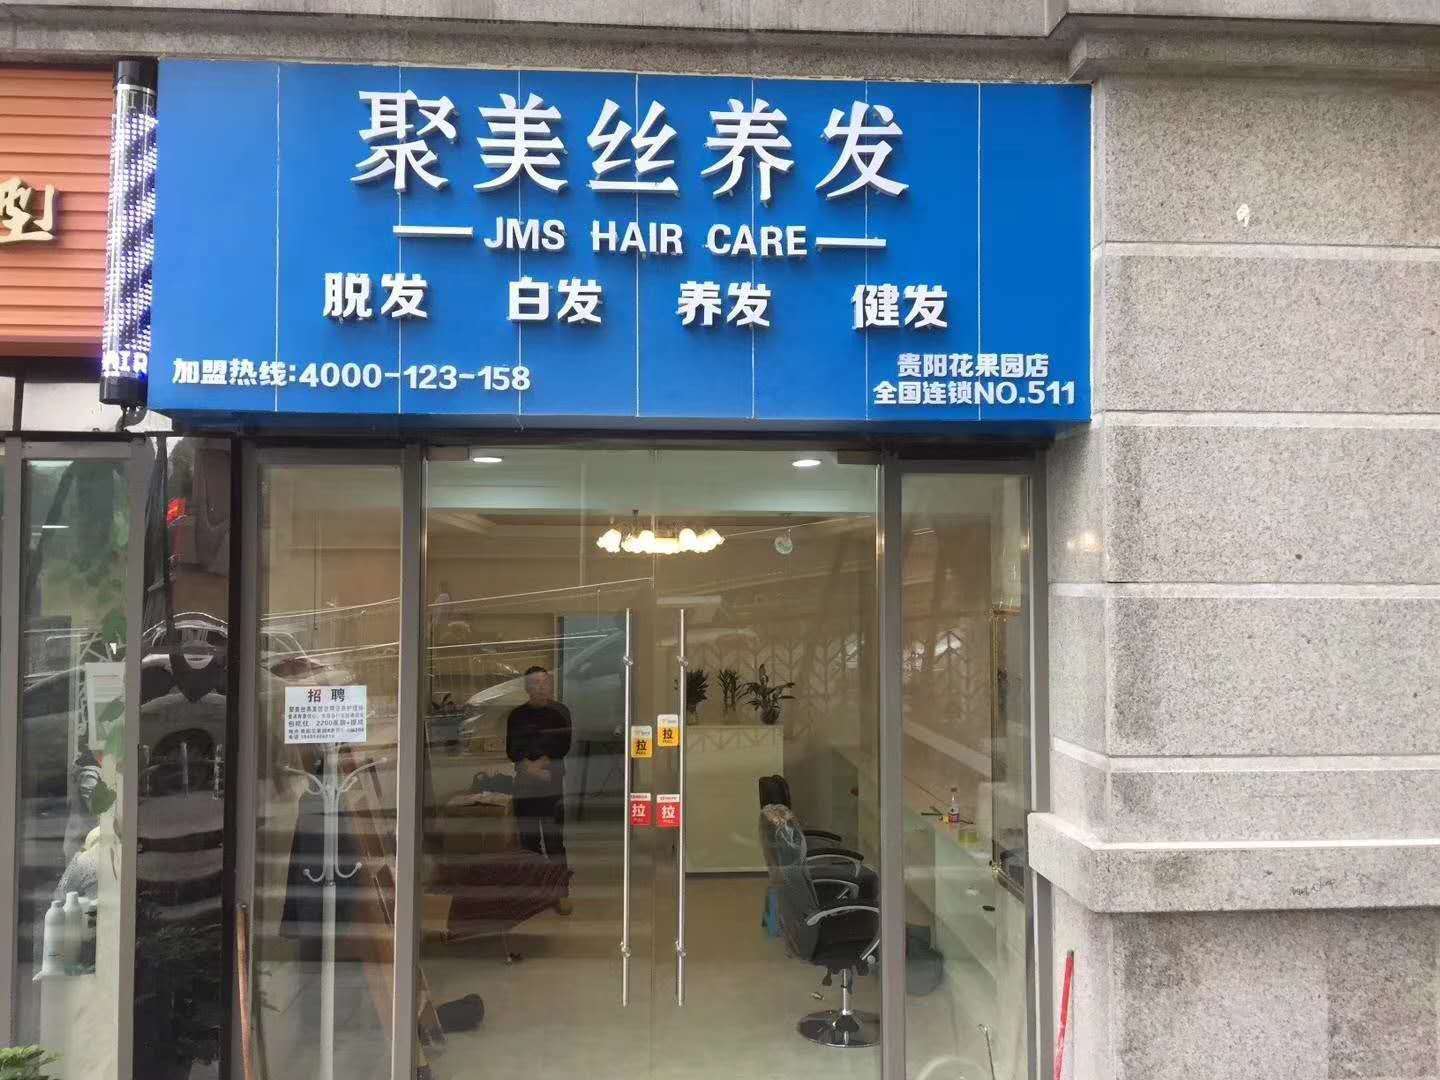 聚美丝养发
JMS HAIR CARE
脱发 白发 养发 健发
加盟热线:4000-123-158
贵阳花果园店
全国连锁NO.511
型
AIR
招聘
拉
拉
拉
拉